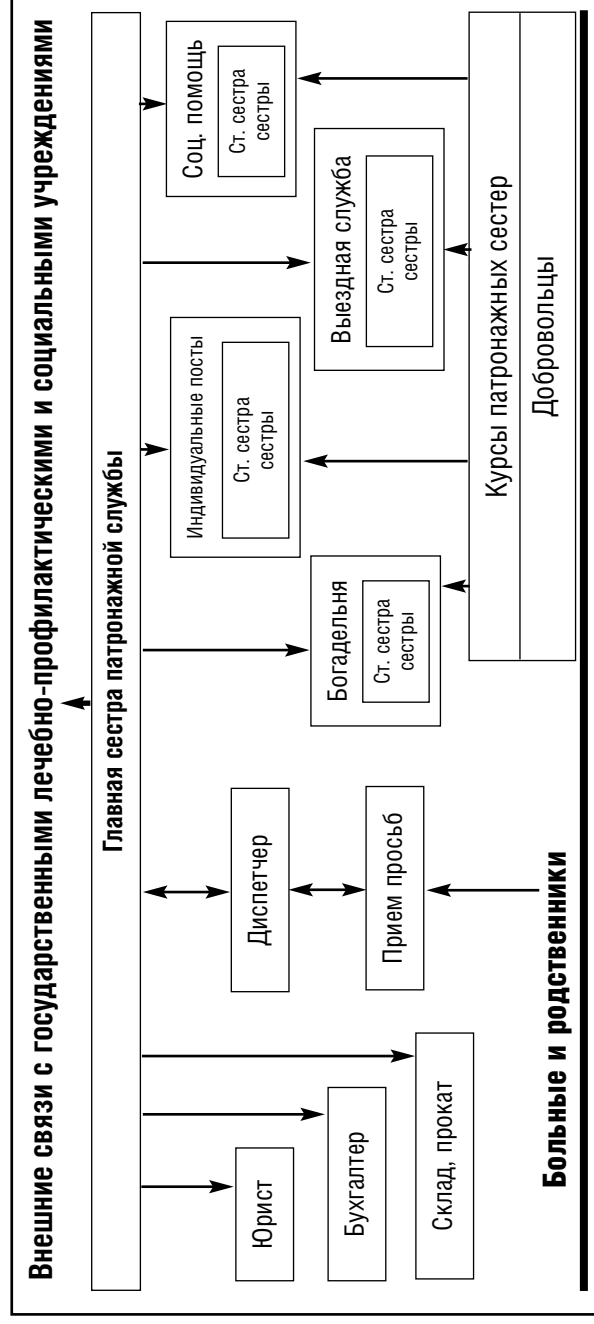 Внешние связи с государственными лечебно-профилактическими и социальными учреждениями
Главная сестра патронажной службы
Юрист
Бухгалтер
Склад, прокат
Диспетчер
Прием просьб
Больные и родственники
Богадельня
Ст. сестра
сестры
Индивидуальные посты
Ст. сестра
сестры
Выездная служба
Ст. сестра
сестры
Соц. помощь
Ст. сестра
сестры
Курсы патронажных сестер
Добровольцы